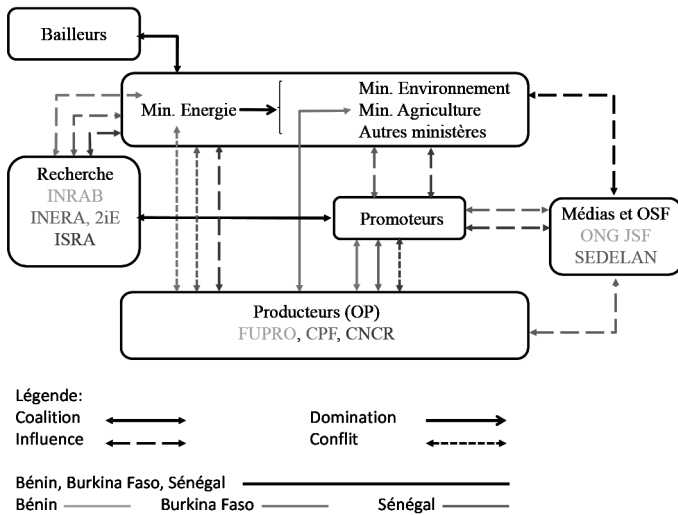 Bailleurs
Min. Energie
Min. Environnement
Min. Agriculture
Autres ministères
Recherche
INRAB
INERA, 2iE
ISRA
Promoteurs
Médias et OSF
ONG JSF
SEDELAN
Producteurs (OP)
FUPRO, CPF, CNCR
Légende:
Coalition
Domination
Influence
Conflit
Bénin, Burkina Faso, Sénégal
Bénin
Burkina Faso
Sénégal